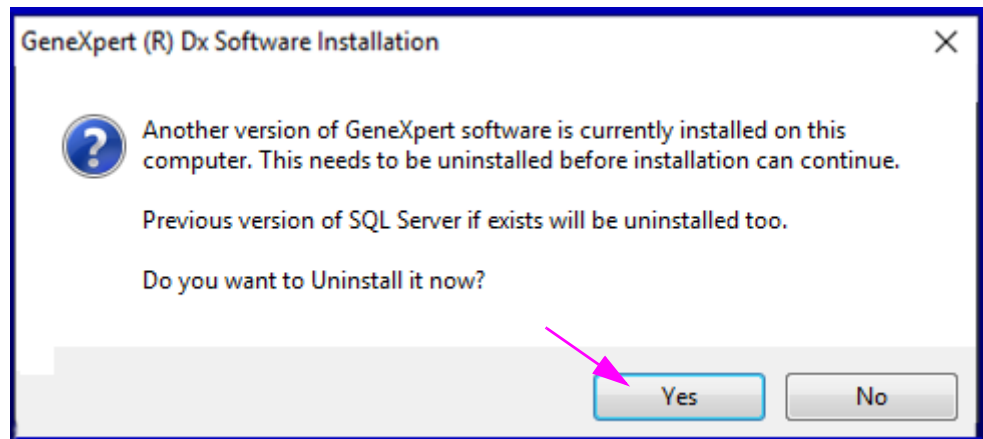 GeneXpert (R) Dx Software Installation
Another version of GeneXpert software is currently installed on this
computer. This needs to be uninstalled before installation can continue.
Previous version of SQL Server if exists will be uninstalled too.
Do you want to Uninstall it now?
Yes
No